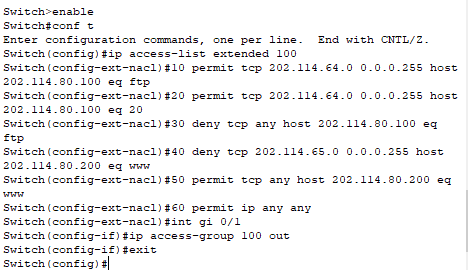 Switch>enable
Switch#conf t
Enter configuration commands, one per line.  End with CNTL/Z.
Switch(config)#ip access-list extended 100
Switch(config-ext-nacl)#10 permit tcp 202.114.64.0 0.0.0.255 host
202.114.80.100 eq ftp
Switch(config-ext-nacl)#20 permit tcp 202.114.64.0 0.0.0.255 host
202.114.80.100 eq 20
Switch(config-ext-nacl)#30 deny tcp any host 202.114.80.100 eq
ftp
Switch(config-ext-nacl)#40 deny tcp 202.114.65.0 0.0.0.255 host
202.114.80.200 eq www
Switch(config-ext-nacl)#50 permit tcp any host 202.114.80.200 eq
www
Switch(config-ext-nacl)#60 permit ip any any
Switch(config-ext-nacl)#int gi 0/1
Switch(config-if)#ip access-group 100 out
Switch(config-if)#exit
Switch(config)#